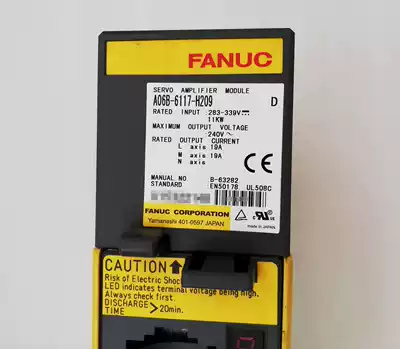 FANUC
SERVO AMPLIFIER MODULE
A06B-6117-H209 D
RATED INPUT 283-339V
11KW
MAXIMUM OUTPUT VOLTAGE
240V~
RATED OUTPUT CURRENT
L axis 19A
M axis 19A
N axis 19A
MANUAL NO. B-63282
STANDARD EN50178 UL508C
CE
FANUC CORPORATION
Yamanashi 401-0597 JAPAN
made in JAPAN
CAUTION
Risk of Electric Shock
LED indicates terminal voltage being high.
Always check first.
DISCHARGE > 20min.
TIME